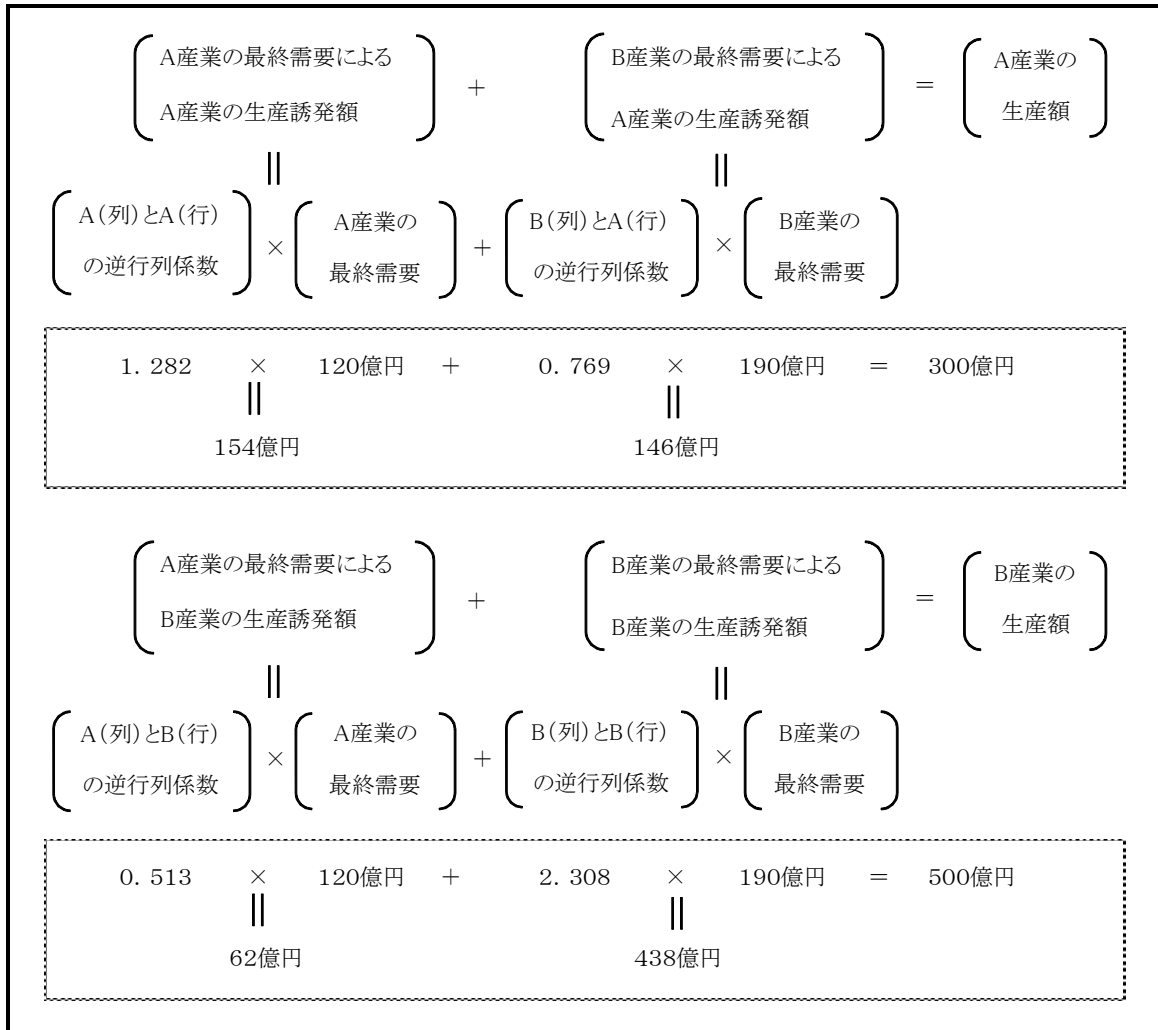 A産業の最終需要による B産業の最終需要による A産業の
+ =
A産業の生産誘発額 A産業の生産誘発額 生産額
||  ||
A(列)とA(行) A産業の B(列)とA(行) B産業の
× + ×
の逆行列係数 最終需要 の逆行列係数 最終需要
1.282 × 120億円 + 0.769 × 190億円 = 300億円
||  ||
154億円 146億円
A産業の最終需要による B産業の最終需要による B産業の
+ =
B産業の生産誘発額 B産業の生産誘発額 生産額
||  ||
A(列)とB(行) A産業の B(列)とB(行) B産業の
× + ×
の逆行列係数 最終需要 の逆行列係数 最終需要
0.513 × 120億円 + 2.308 × 190億円 = 500億円
||  ||
62億円 438億円